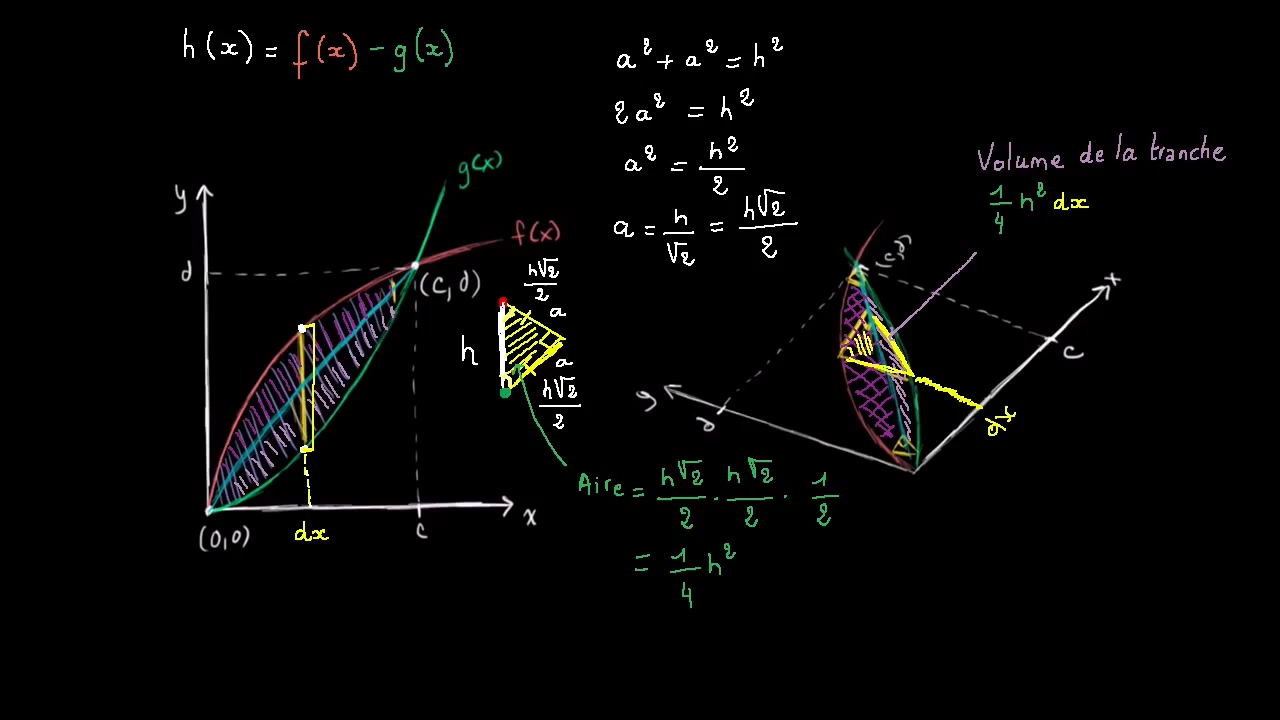 h(x) = f(x) - g(x)
a² + a² = h²
2a² = h²
a² = h²/2
a = h/√2 = h√2/2
Volume de la tranche
1/4 h² dx
y
g(x)
f(x)
d
(c, d)
(0,0)
dx
c
x
h
h√2/2
a
a
h√2/2
Aire = h√2/2 · h√2/2 · 1/2
= 1/4 h²
(c,d)
x
c
dx
y
d